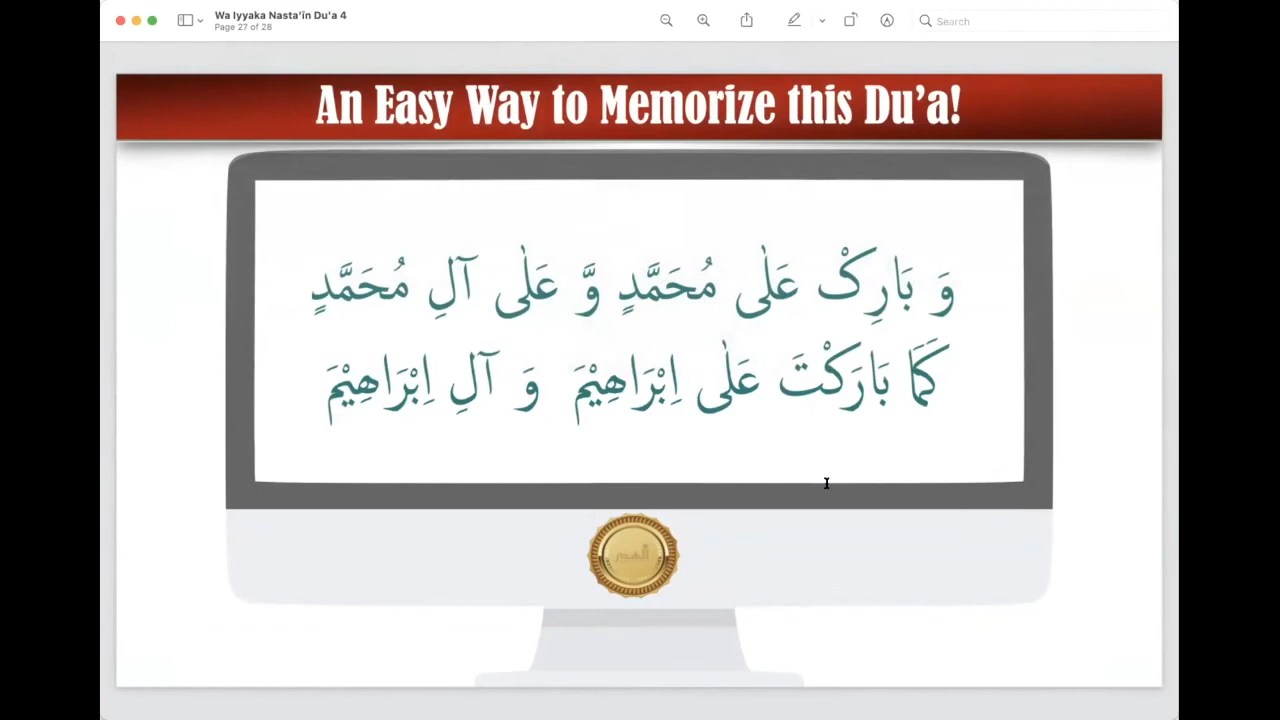 Wa Iyyaka Nasta'īn Du'a 4
Page 27 of 28
Search
An Easy Way to Memorize this Du'a!
وَ بَارِكْ عَلٰى مُحَمَّدٍ وَّ عَلٰى آلِ مُحَمَّدٍ
كَمَا بَارَكْتَ عَلٰى اِبْرَاهِيْمَ وَ آلِ اِبْرَاهِيْمَ